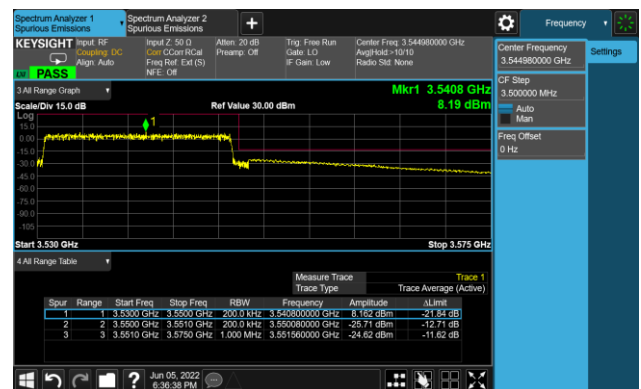 Spectrum Analyzer 1
Spurious Emissions
Spectrum Analyzer 2
Spurious Emissions
+
Frequency
KEYSIGHT
Input: RF
Coupling: DC
Align: Auto
Input Z: 50 Ω
Corr CCorr RCal
Freq Ref: Ext (S)
NFE: Off
Atten: 20 dB
Preamp: Off
Trig: Free Run
Gate: LO
IF Gain: Low
Center Freq: 3.544980000 GHz
Avg|Hold:>10/10
Radio Std: None
LXI
PASS
Center Frequency
3.544980000 GHz
Settings
CF Step
3.500000 MHz
Auto
Man
Freq Offset
0 Hz
3 All Range Graph
Mkr1 3.5408 GHz
Scale/Div 15.0 dB
Ref Value 30.00 dBm
8.19 dBm
Log
15.0
0.00
-15.0
-30.0
-45.0
-60.0
-75.0
-90.0
-105
1
Start 3.530 GHz
Stop 3.575 GHz
4 All Range Table
Measure Trace Trace 1
Trace Type Trace Average (Active)
Spur Range Start Freq Stop Freq RBW Frequency Amplitude ΔLimit
1 1 3.5300 GHz 3.5500 GHz 200.0 kHz 3.540800000 GHz 8.162 dBm -21.84 dB
2 2 3.5500 GHz 3.5510 GHz 200.0 kHz 3.550080000 GHz -25.71 dBm -12.71 dB
3 3 3.5510 GHz 3.5750 GHz 1.000 MHz 3.551560000 GHz -24.62 dBm -11.62 dB
?
Jun 05, 2022
6:36:38 PM